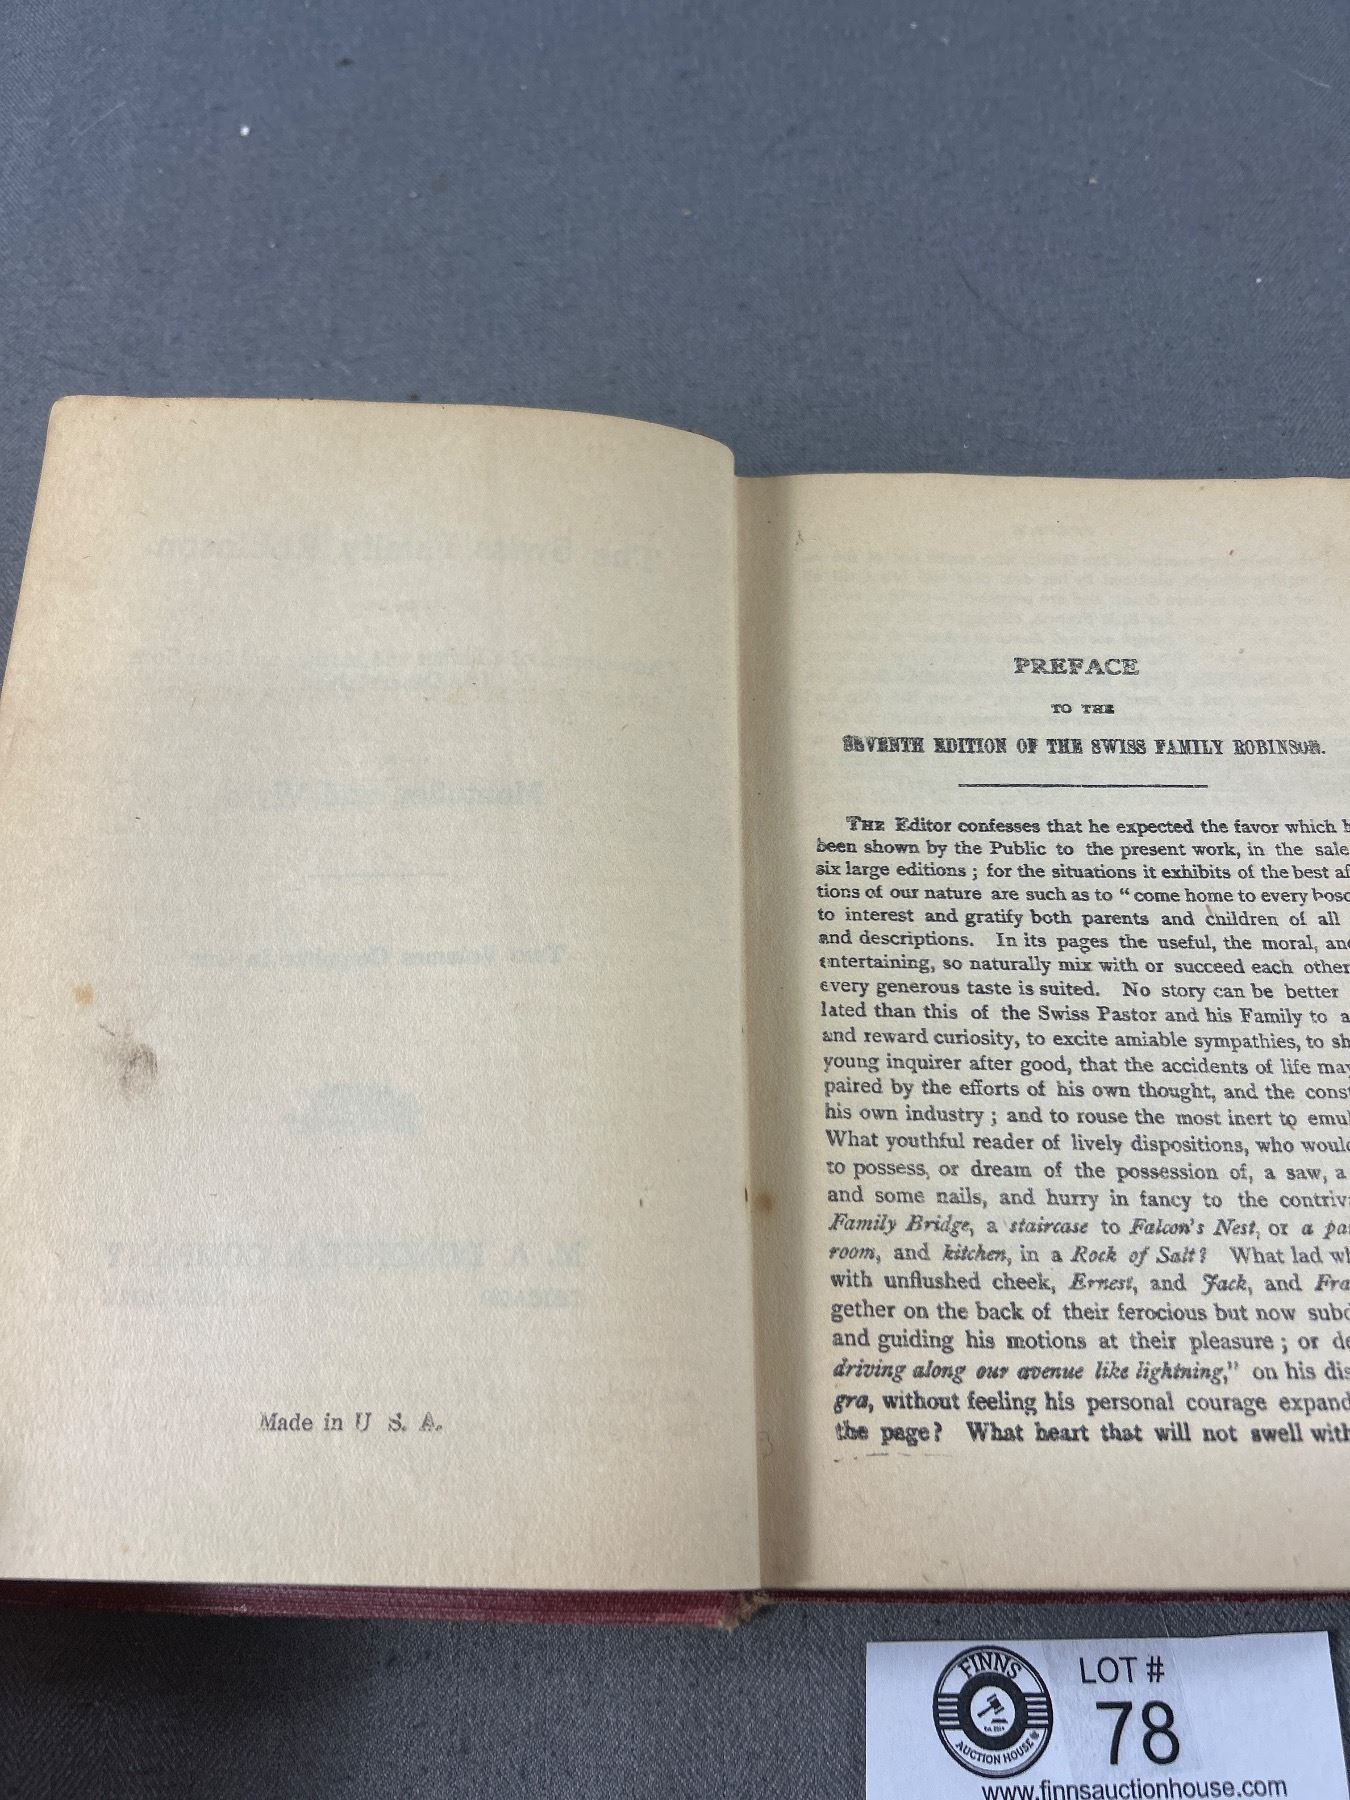 Made in U S. A.
PREFACE
TO THE
SEVENTH EDITION OF THE SWISS FAMILY ROBINSON.
THE Editor confesses that he expected the favor which
been shown by the Public to the present work, in the sale
six large editions ; for the situations it exhibits of the best
tions of our nature are such as to “ come home to every
to interest and gratify both parents and children of all
and descriptions. In its pages the useful, the moral,
entertaining, so naturally mix with or succeed each other
every generous taste is suited. No story can be better
lated than this of the Swiss Pastor and his Family to
and reward curiosity, to excite amiable sympathies, to
young inquirer after good, that the accidents of life
paired by the efforts of his own thought, and the
his own industry ; and to rouse the most inert to
What youthful reader of lively dispositions, who
to possess, or dream of the possession of, a saw, a
and some nails, and hurry in fancy to the
Family Bridge, a staircase to Falcon's Nest, or a
room, and kitchen, in a Rock of Salt? What lad
with unflushed cheek, Ernest, and Jack, and
gether on the back of their ferocious but now
and guiding his motions at their pleasure ; or
driving along our avenue like lightning,” on his
gra, without feeling his personal courage
the page? What heart that will not swell with
FINNS
EST. 2014
AUCTION HOUSE
LOT #
78
www.finnsauctionhouse.com